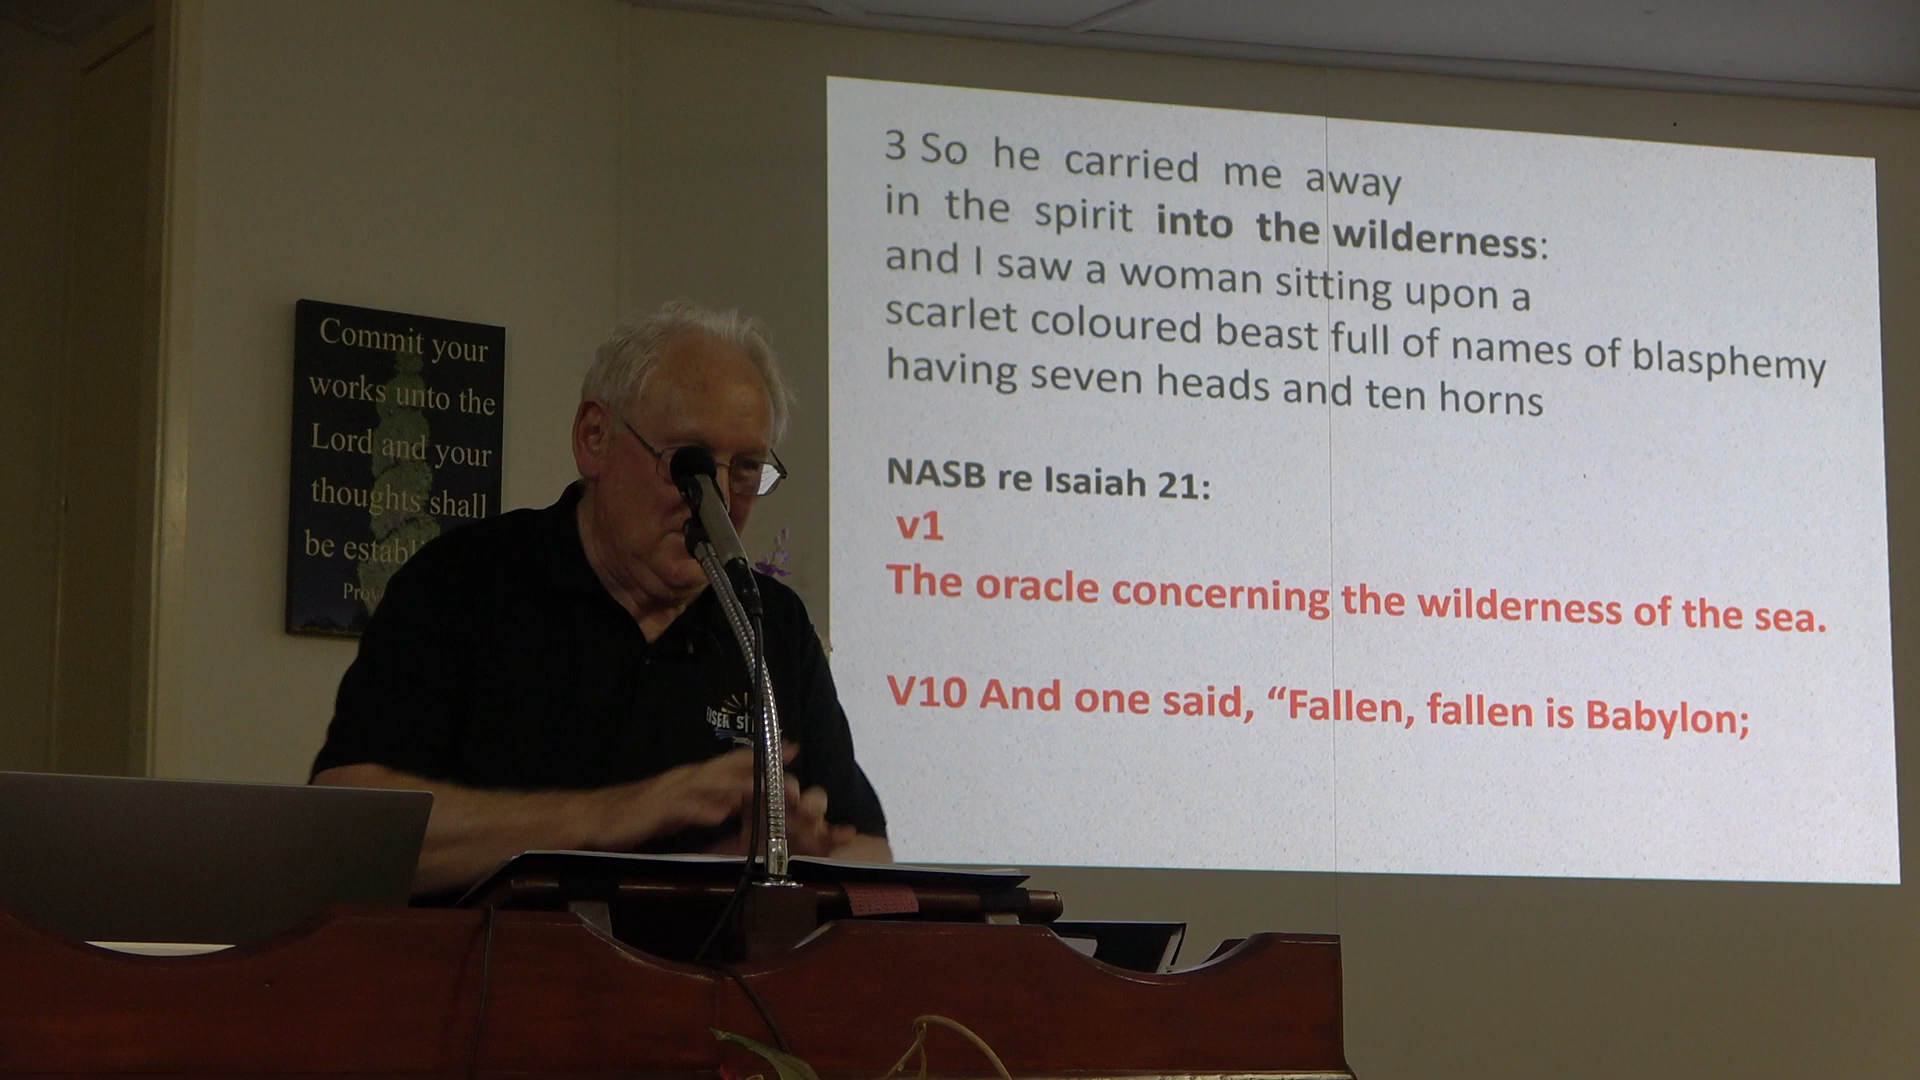 Commit your
works unto the
Lord and your
thoughts shall
be
3 So he carried me away
in the spirit into the wilderness:
and I saw a woman sitting upon a
scarlet coloured beast full of names of blasphemy
having seven heads and ten horns
NASB re Isaiah 21:
v1
The oracle concerning the wilderness of the sea.
V10 And one said, “Fallen, fallen is Babylon;